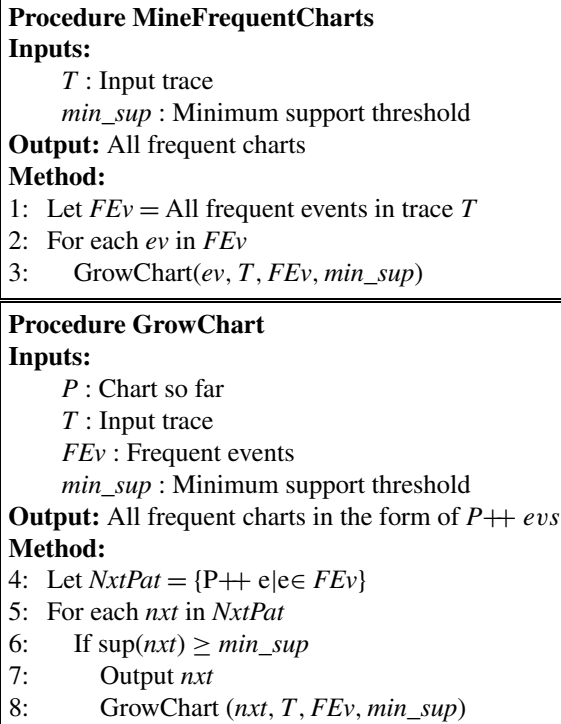 Procedure MineFrequentCharts
Inputs:
T : Input trace
min_sup : Minimum support threshold
Output: All frequent charts
Method:
1: Let FEv = All frequent events in trace T
2: For each ev in FEv
3: GrowChart(ev, T, FEv, min_sup)
Procedure GrowChart
Inputs:
P : Chart so far
T : Input trace
FEv : Frequent events
min_sup : Minimum support threshold
Output: All frequent charts in the form of P++ evs
Method:
4: Let NxtPat = {P++ e|e∈ FEv}
5: For each nxt in NxtPat
6: If sup(nxt) ≥ min_sup
7: Output nxt
8: GrowChart (nxt, T, FEv, min_sup)